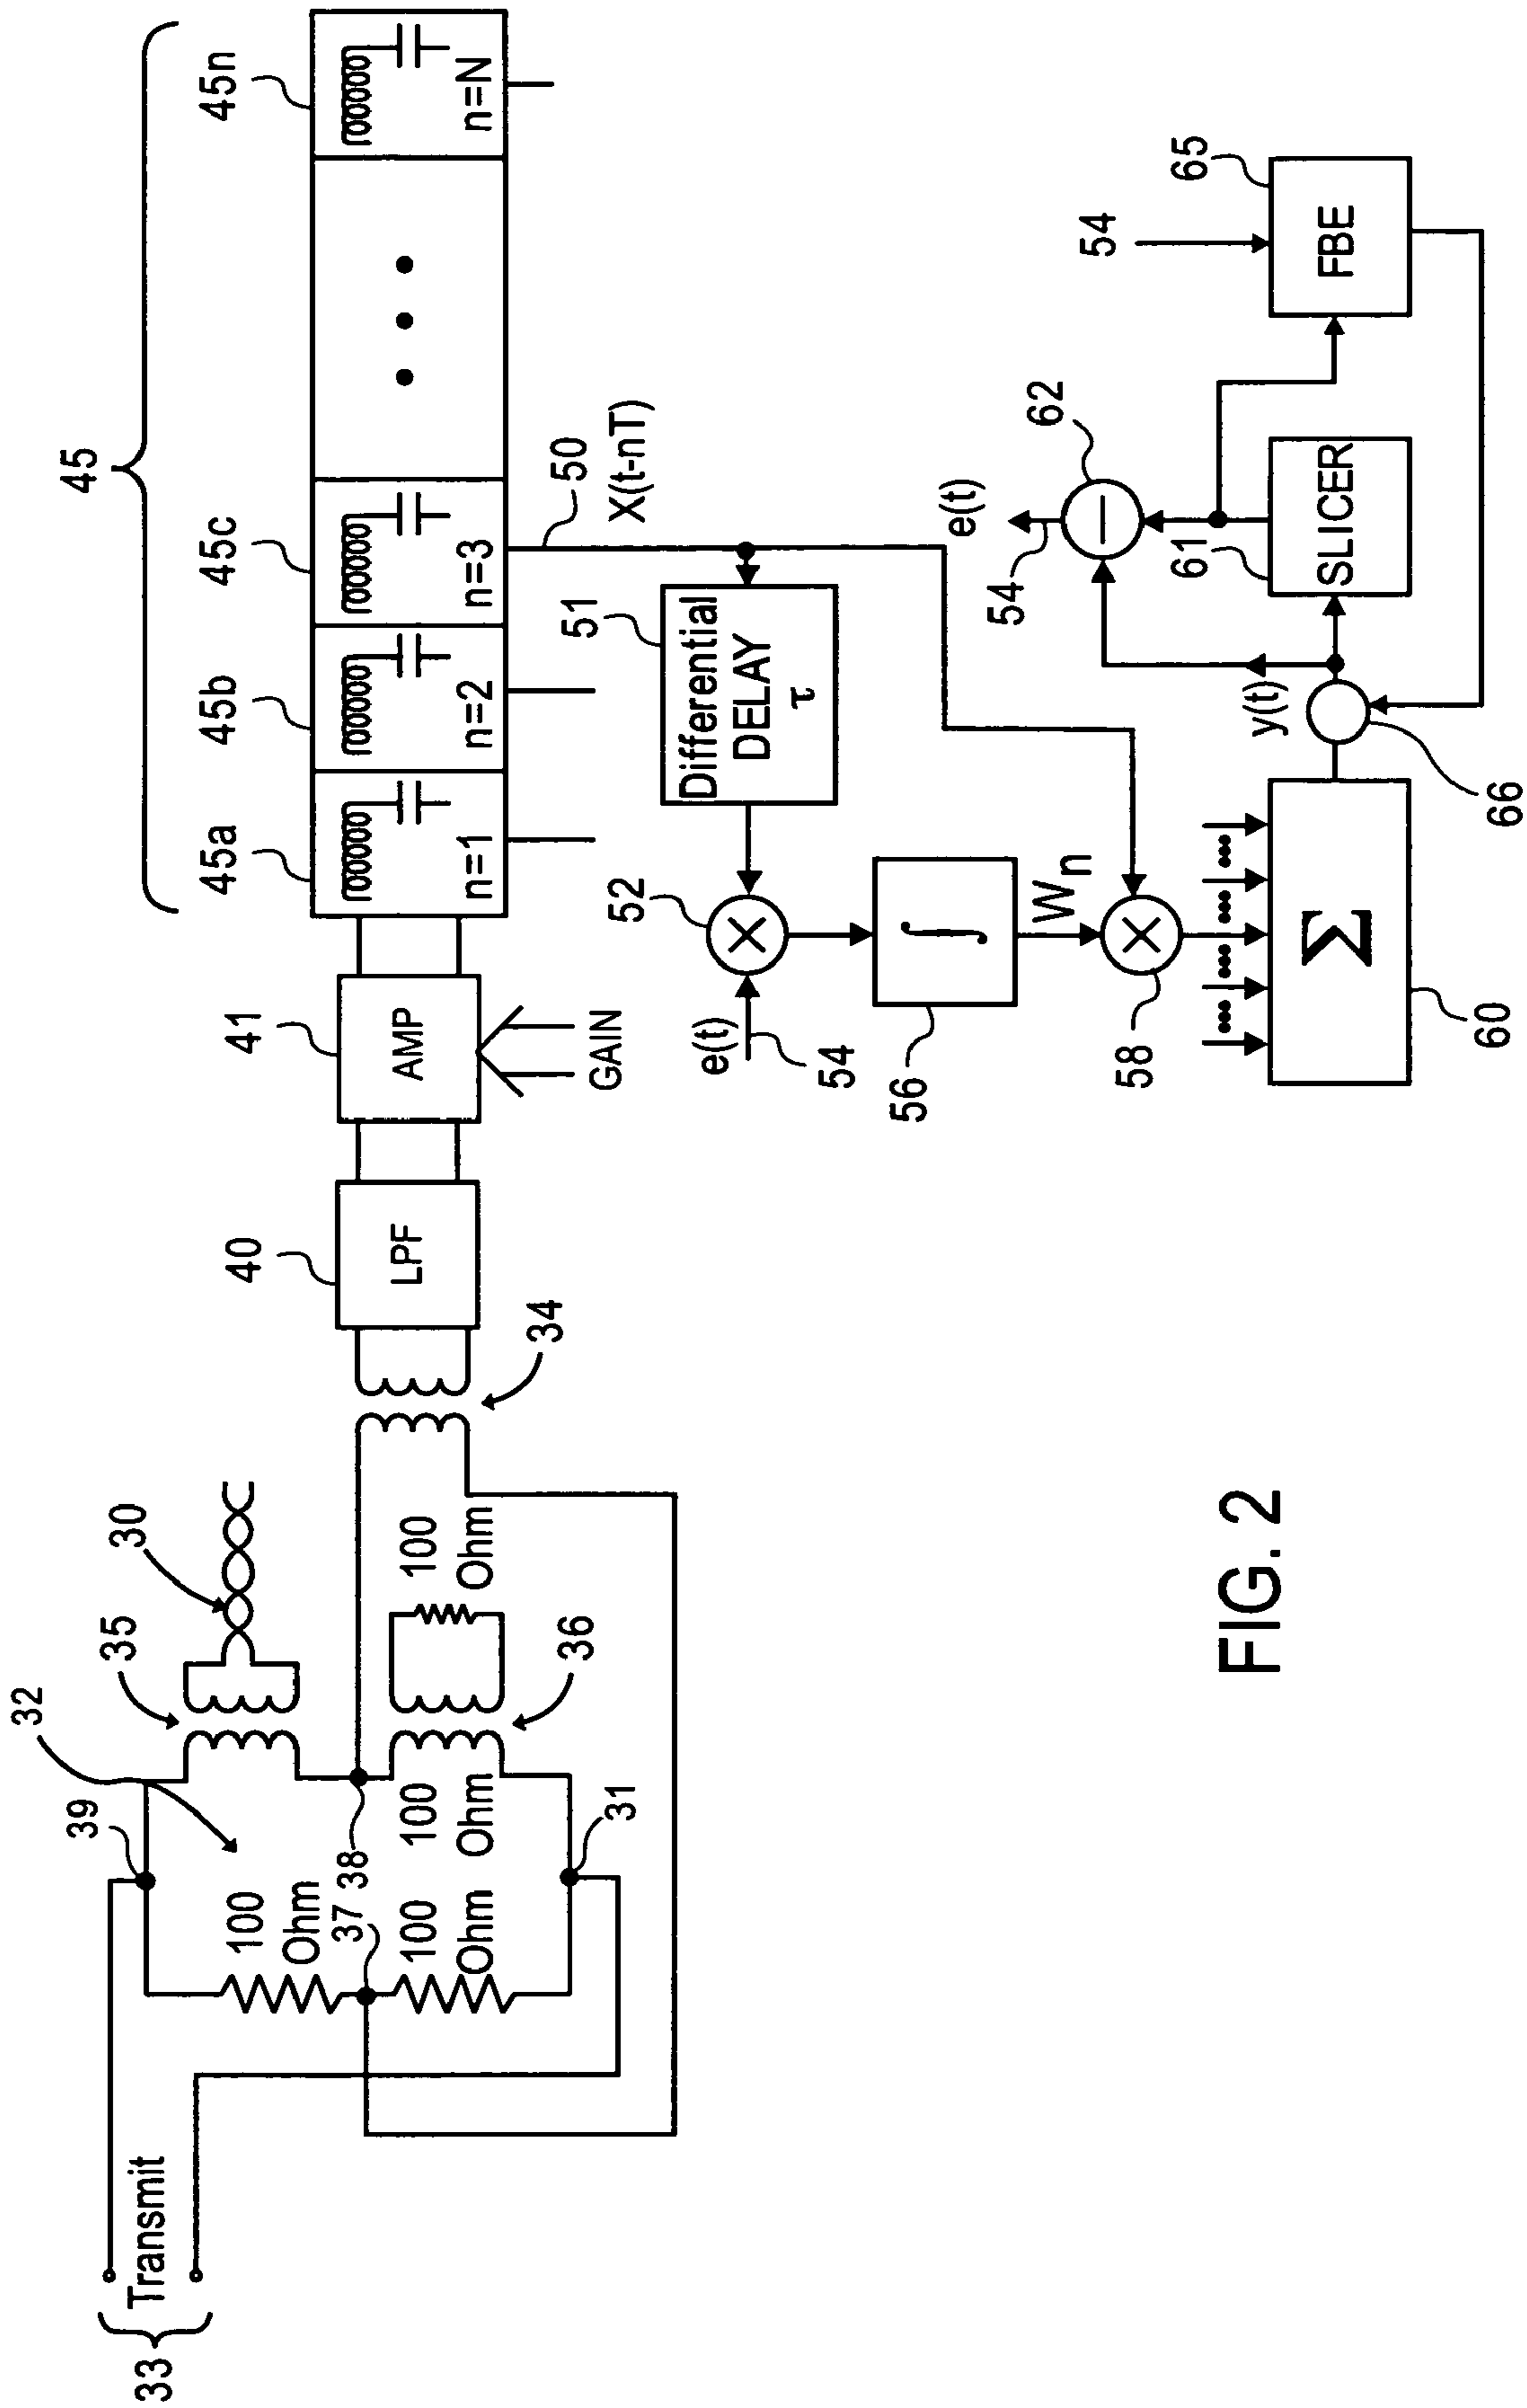 33
Transmit
39
32
35
30
100
Ohm
37
38
100
Ohm
100
Ohm
100
Ohm
31
36
34
40
LPF
41
AMP
GAIN
45
45a
45b
45c
45n
n=1
n=2
n=3
n=N
50
X(t-nT)
51
Differential
DELAY
τ
52
e(t)
54
56
∫
Wn
58
60
Σ
66
y(t)
61
SLICER
62
e(t)
54
54
65
FBE
FIG. 2